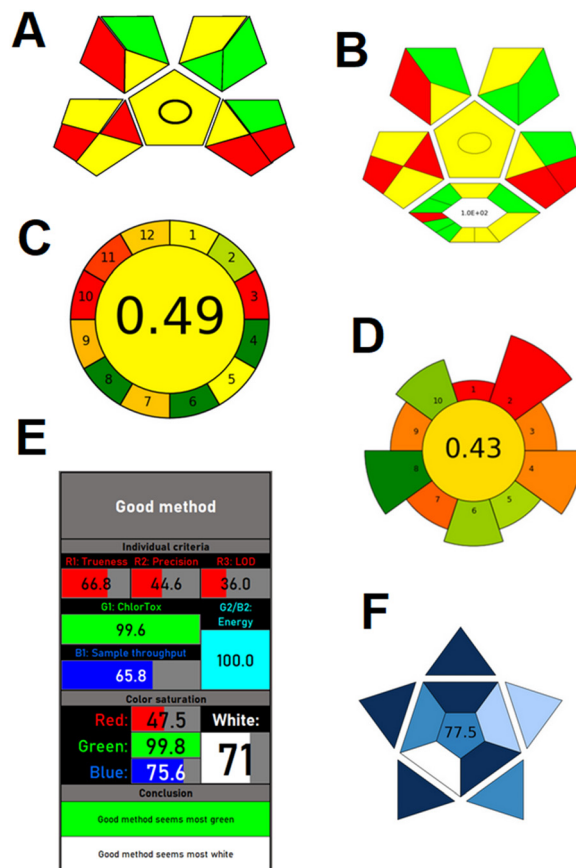 A
B
1.0E+02
C
12
1
11
2
10
3
0.49
9
4
8
5
7
6
D
1
10
2
9
3
0.43
8
4
7
5
6
E
Good method
Individual criteria
R1: Trueness R2: Precision R3: LOD
66.8 44.6 36.0
G1: ChlorTox G2/B2:
Energy
99.6
B1: Sample throughput
100.0
65.8
Color saturation
Red: 47.5 White:
Green: 99.8 71
Blue: 75.6
Conclusion
Good method seems most green
Good method seems most white
F
77.5